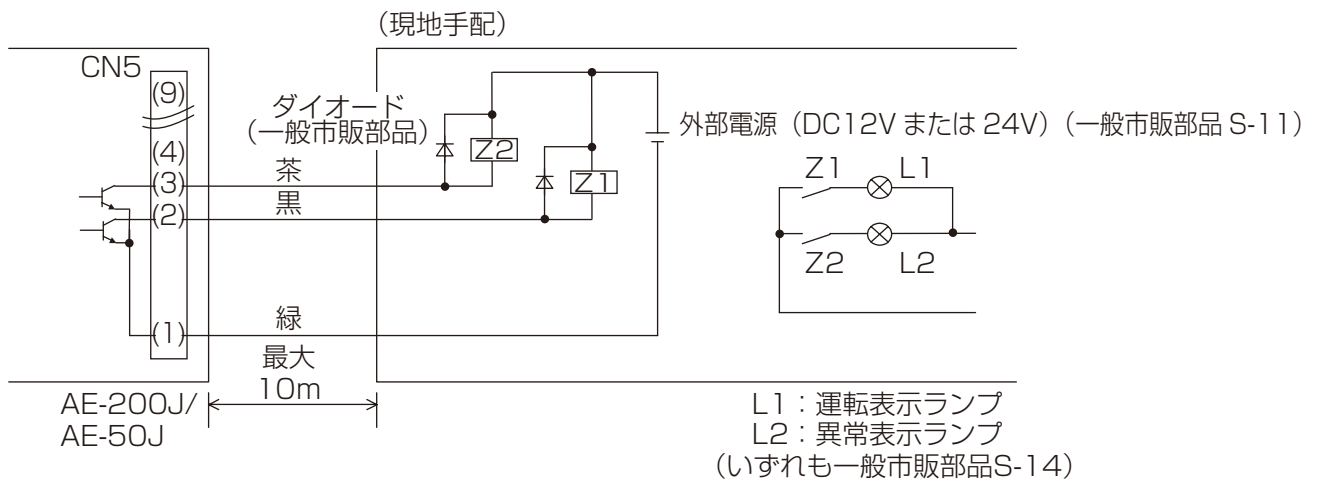 （現地手配）
CN5
(9)
ダイオード
（一般市販部品）
外部電源（DC12V または 24V）（一般市販部品 S-11）
(4)
Z2
Z1
L1
茶
(3)
Z1
黒
(2)
Z2
L2
緑
(1)
最大
10m
AE-200J/
AE-50J
L1：運転表示ランプ
L2：異常表示ランプ
（いずれも一般市販部品S-14）